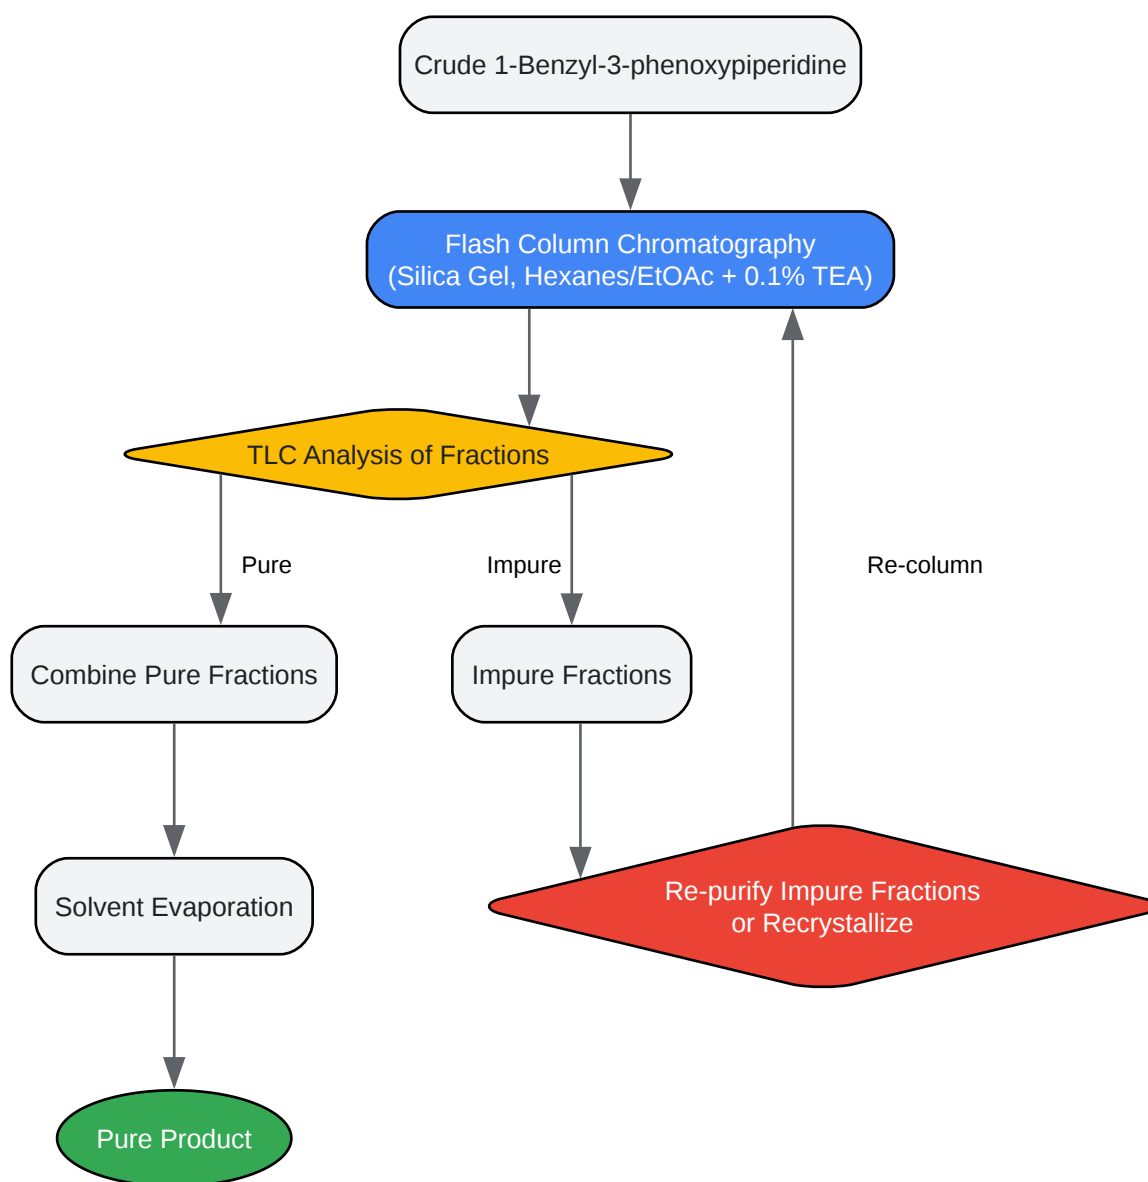 Crude 1-Benzyl-3-phenoxypiperidine
Flash Column Chromatography
(Silica Gel, Hexanes/EtOAc + 0.1% TEA)
TLC Analysis of Fractions
Pure
Impure
Re-column
Combine Pure Fractions
Impure Fractions
Re-purify Impure Fractions
or Recrystallize
Solvent Evaporation
Pure Product